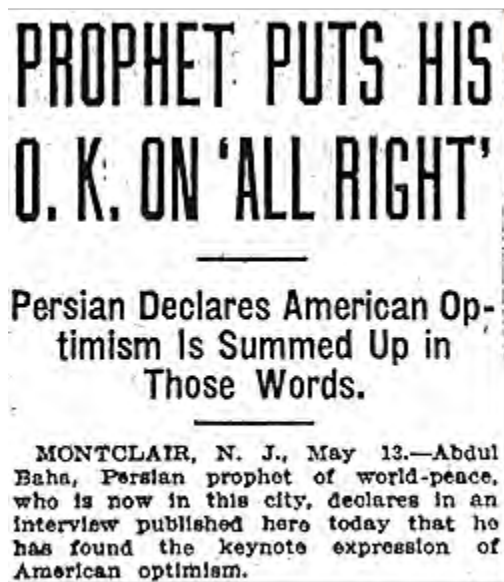 PROPHET PUTS HIS
O. K. ON 'ALL RIGHT'
Persian Declares American Op-
timism Is Summed Up in
Those Words.
MONTCLAIR, N. J., May 13.—Abdul
Baha, Persian prophet of world-peace,
who is now in this city, declares in an
interview published here today that he
has found the keynote expression of
American optimism.